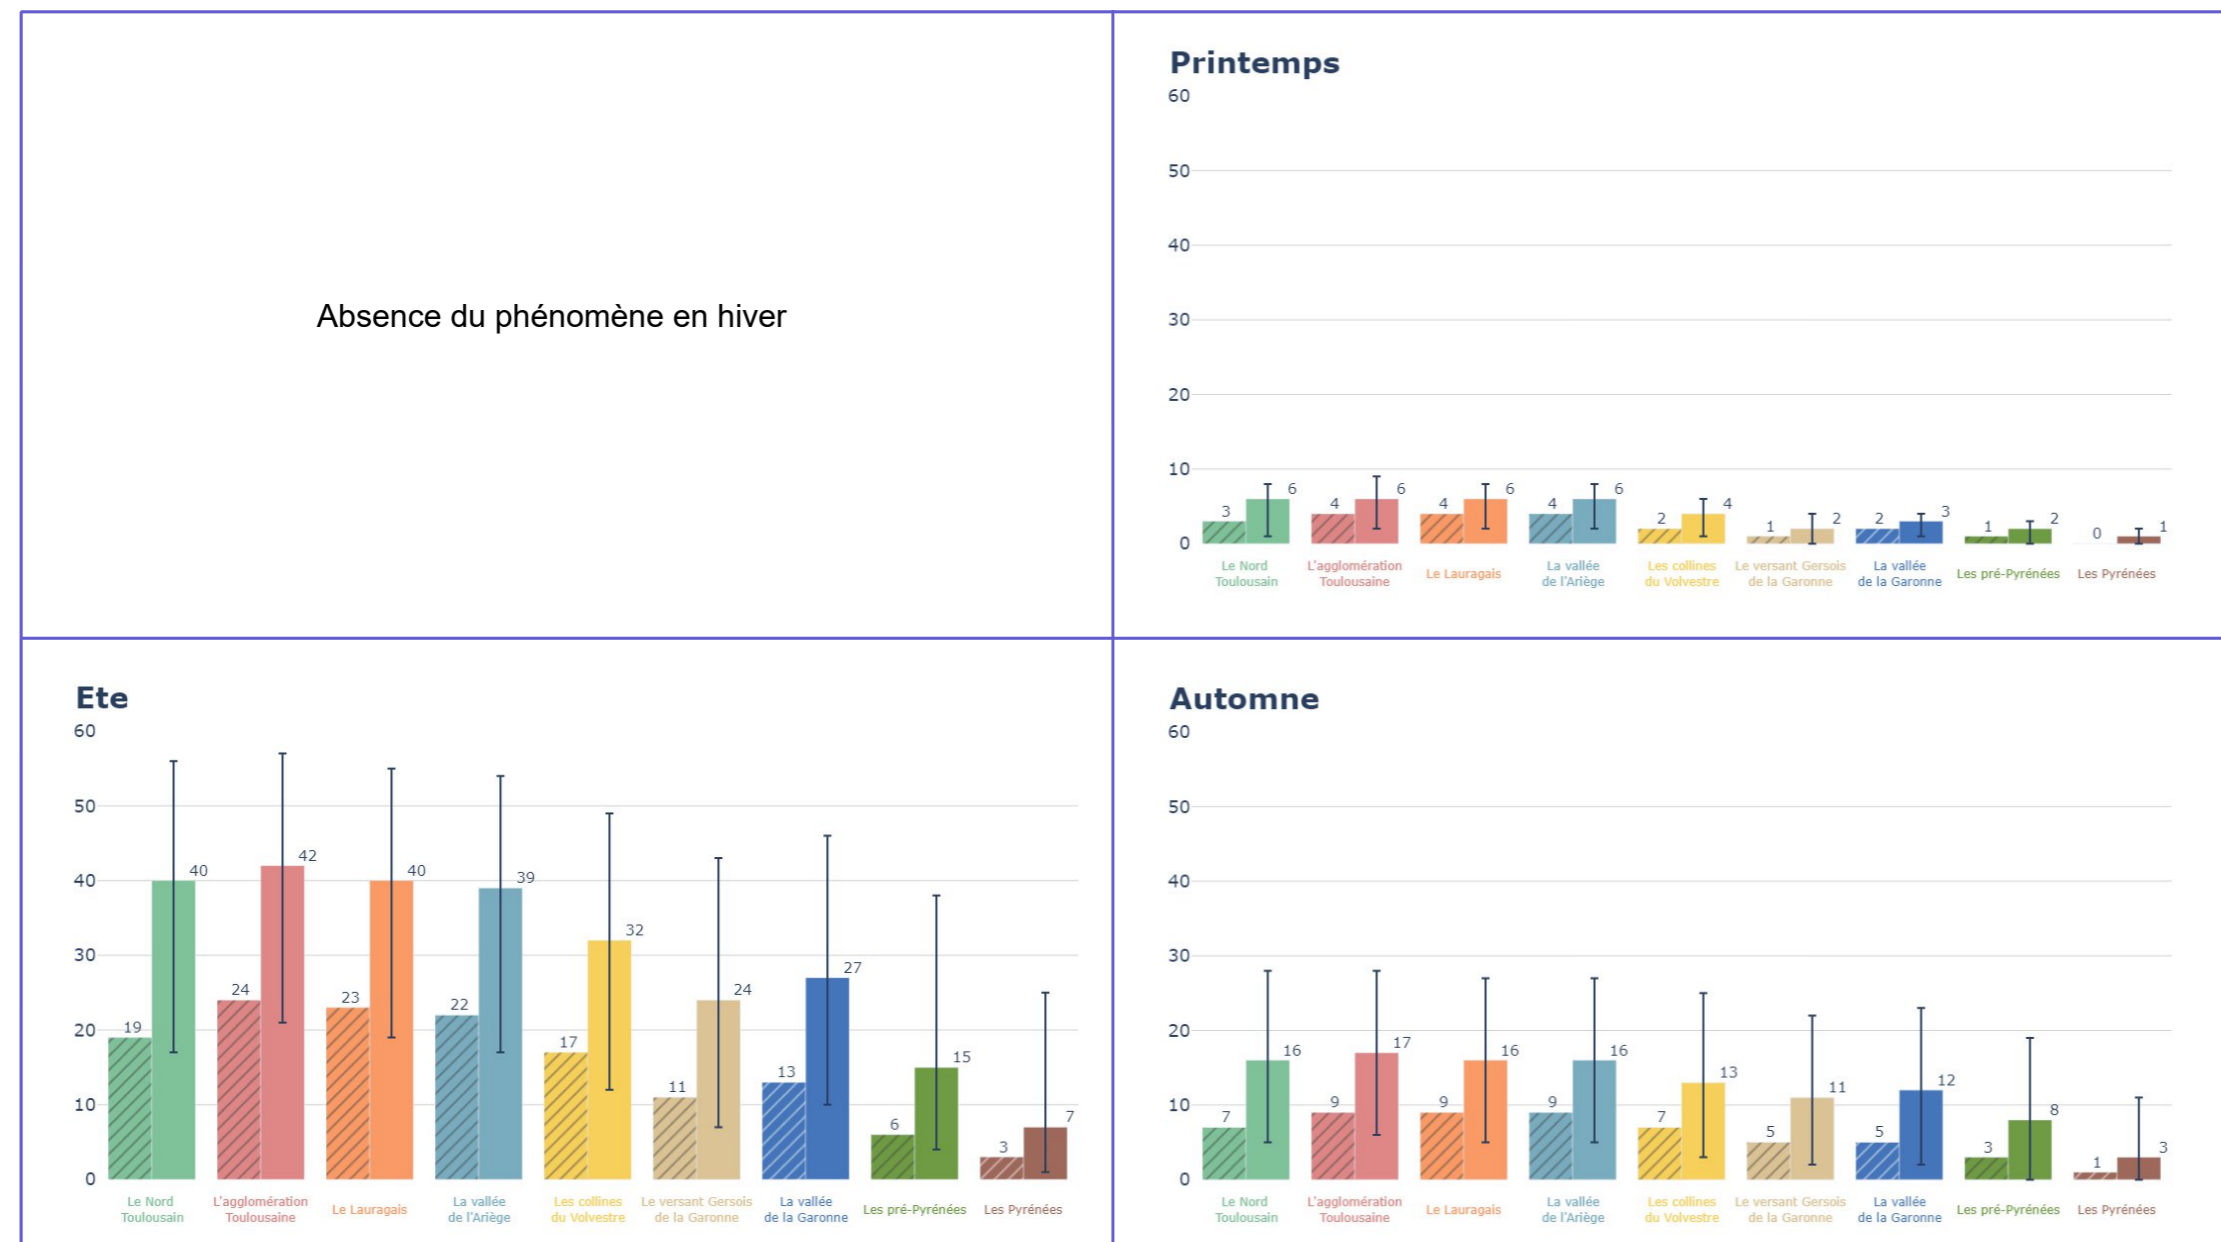 Absence du phénomène en hiver
Printemps
60
50
40
30
20
10
0
3
6
4
6
4
6
4
6
2
4
1
2
2
3
1
2
0
1
Le Nord
Toulousain
L'agglomération
Toulousaine
Le Lauragais
La vallée
de l'Ariège
Les collines
du Volvestre
Le versant Gersois
de la Garonne
La vallée
de la Garonne
Les pré-Pyrénées
Les Pyrénées
Ete
60
50
40
30
20
10
0
19
40
24
42
23
40
22
39
17
32
11
24
13
27
6
15
3
7
Le Nord
Toulousain
L'agglomération
Toulousaine
Le Lauragais
La vallée
de l'Ariège
Les collines
du Volvestre
Le versant Gersois
de la Garonne
La vallée
de la Garonne
Les pré-Pyrénées
Les Pyrénées
Automne
60
50
40
30
20
10
0
7
16
9
17
9
16
9
16
7
13
5
11
5
12
3
8
1
3
Le Nord
Toulousain
L'agglomération
Toulousaine
Le Lauragais
La vallée
de l'Ariège
Les collines
du Volvestre
Le versant Gersois
de la Garonne
La vallée
de la Garonne
Les pré-Pyrénées
Les Pyrénées